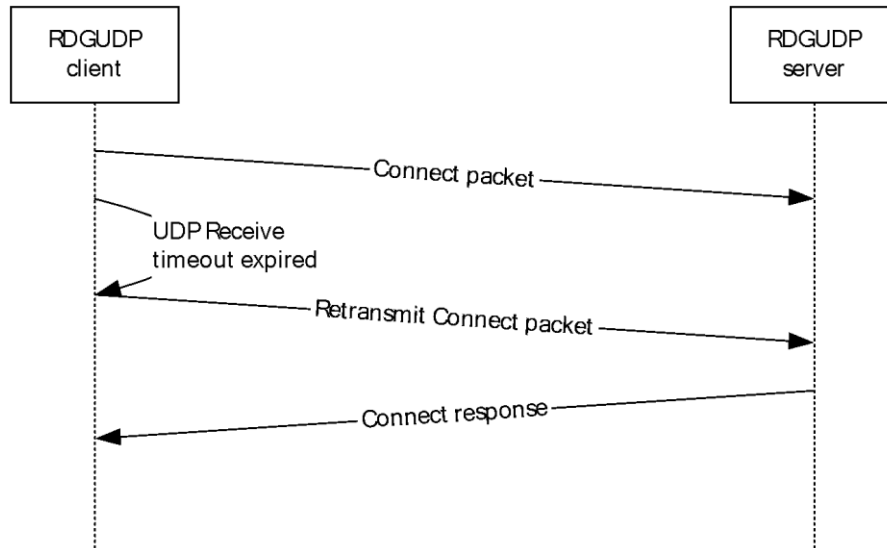 RDGUDP
client
RDGUDP
server
Connect packet
UDP Receive
timeout expired
Retransmit Connect packet
Connect response